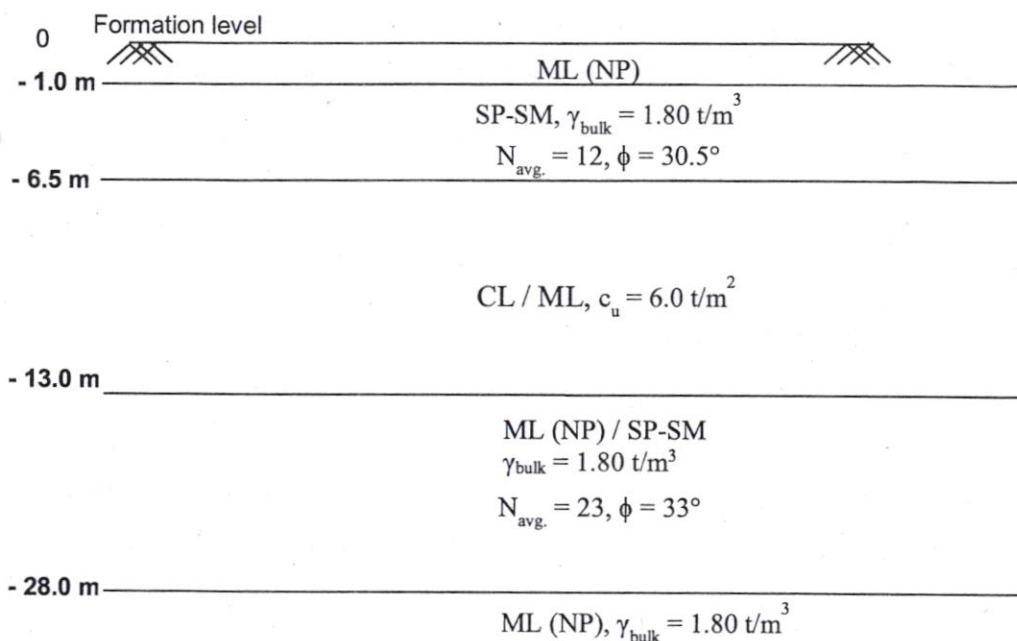 Formation level
0
ML (NP)
- 1.0 m
SP-SM, γbulk = 1.80 t/m³
Navg. = 12, ϕ = 30.5°
- 6.5 m
CL / ML, cu = 6.0 t/m²
- 13.0 m
ML (NP) / SP-SM
γbulk = 1.80 t/m³
Navg. = 23, ϕ = 33°
- 28.0 m
ML (NP), γbulk = 1.80 t/m³